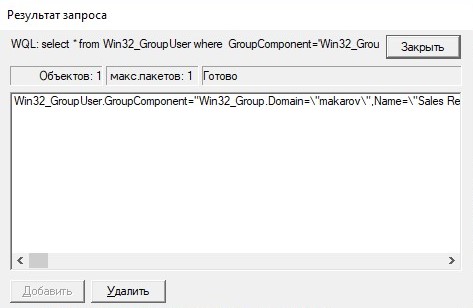 Результат запроса
WQL: select * from Win32_GroupUser where GroupComponent='Win32_Grou
Закрыть
Объектов: 1 макс.пакетов: 1 Готово
Win32_GroupUser.GroupComponent="Win32_Group.Domain=\"makarov\",Name=\"Sales Re
Добавить Удалить